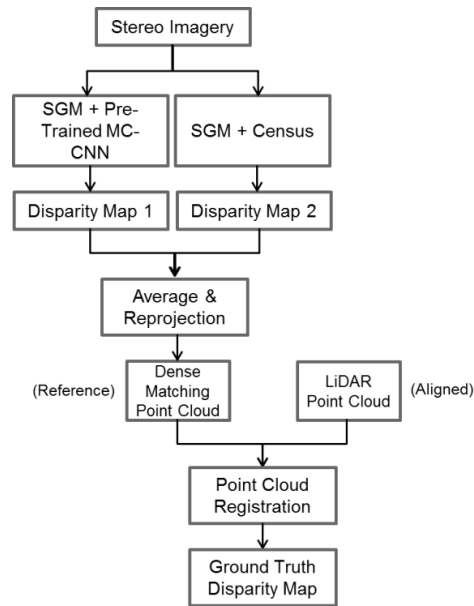 Stereo Imagery
SGM + Pre-
Trained MC-
CNN
SGM + Census
Disparity Map 1
Disparity Map 2
Average &
Reprojection
(Reference)
Dense
Matching
Point Cloud
LiDAR
Point Cloud
(Aligned)
Point Cloud
Registration
Ground Truth
Disparity Map